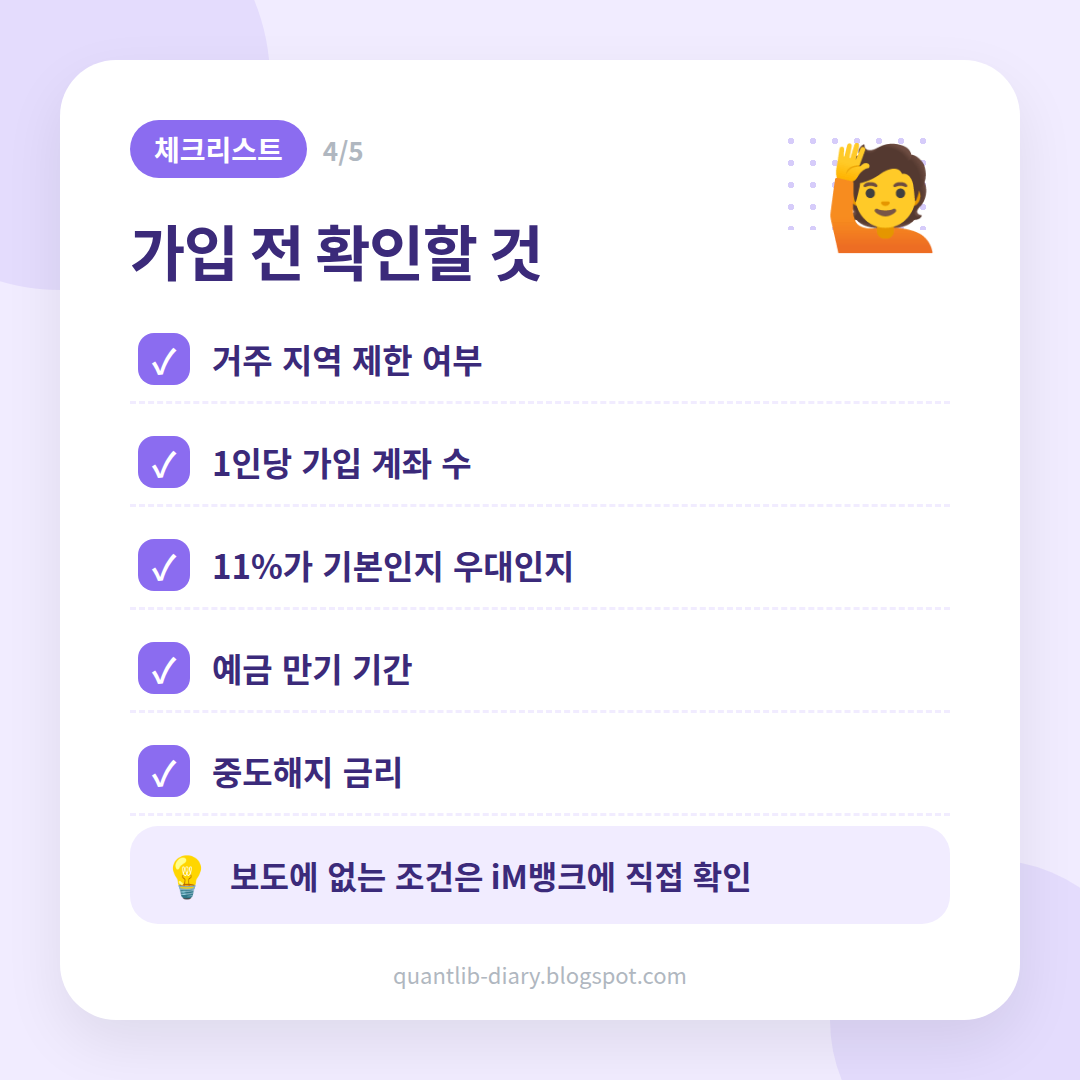 체크리스트 4/5
가입 전 확인할 것
거주 지역 제한 여부
1인당 가입 계좌 수
11%가 기본인지 우대인지
예금 만기 기간
중도해지 금리
보도에 없는 조건은 iM뱅크에 직접 확인
quantlib-diary.blogspot.com